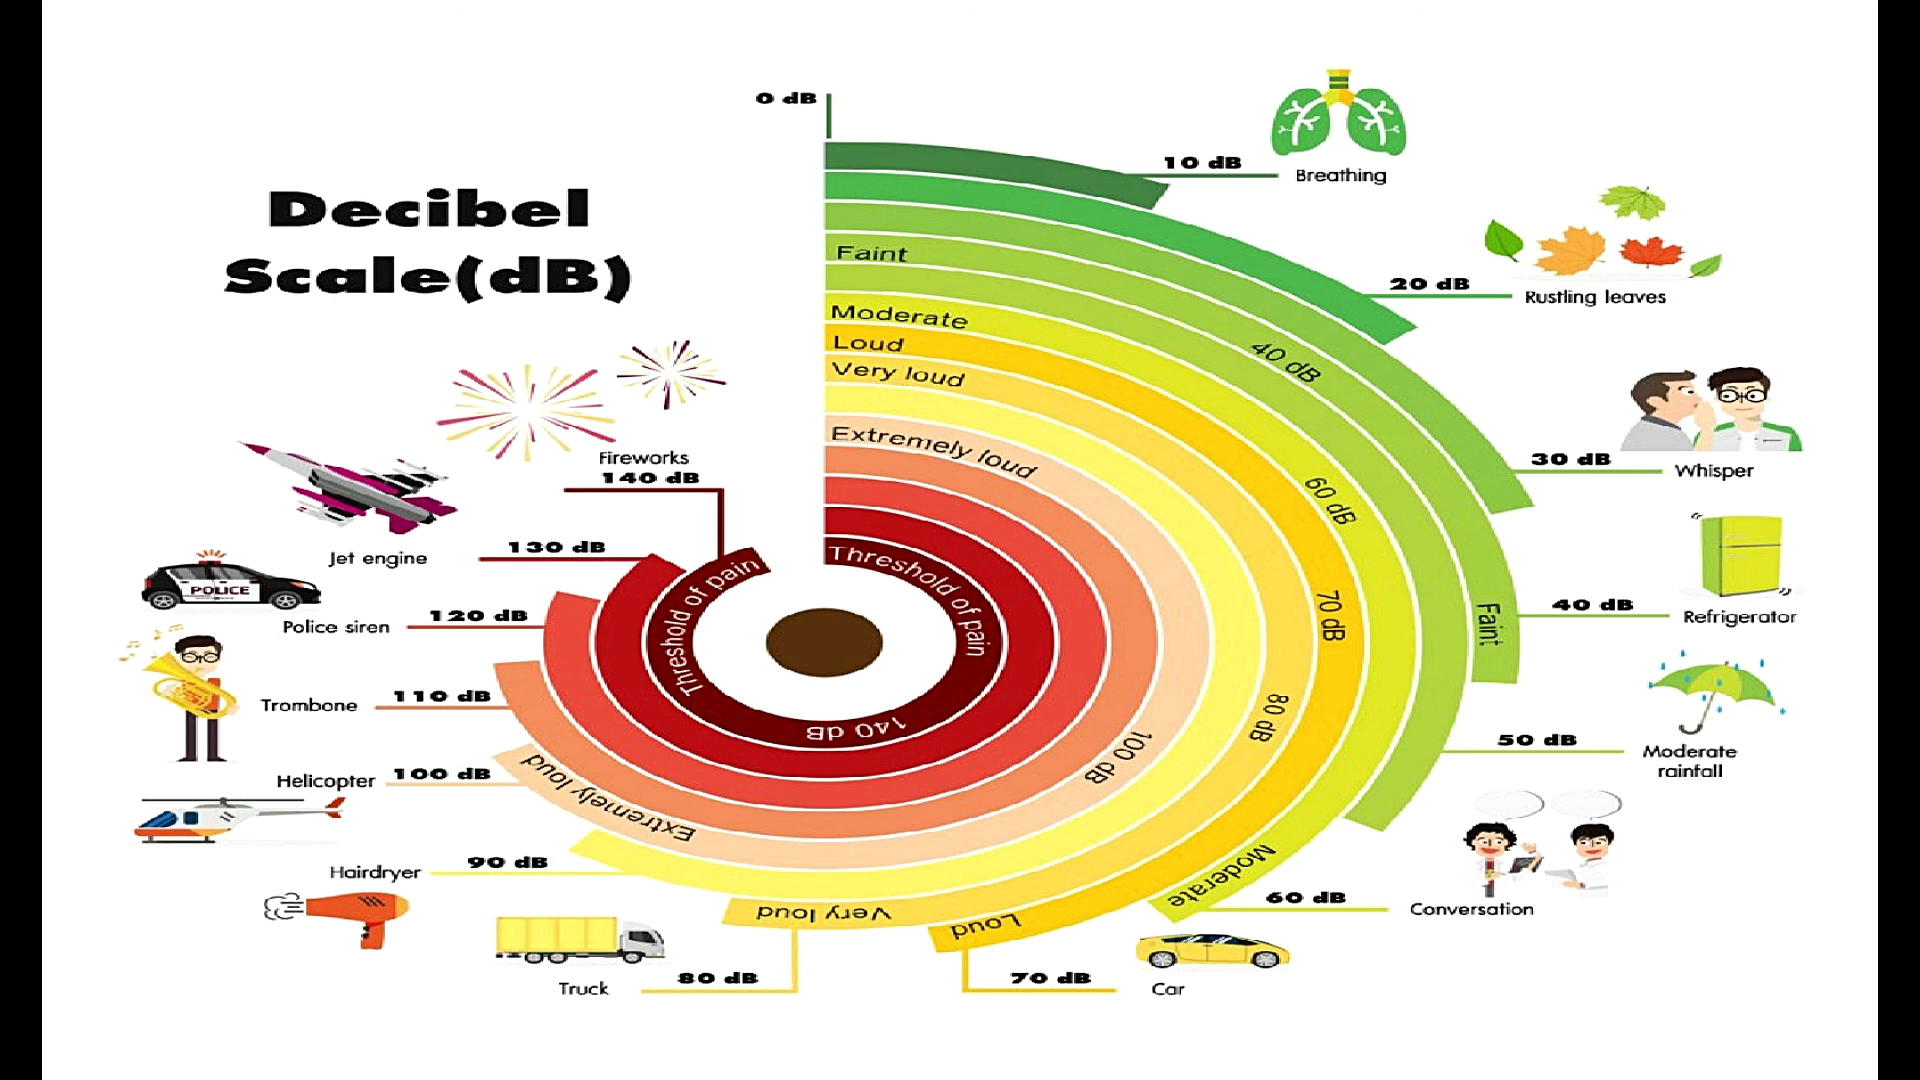 Decibel
Scale(dB)
0 dB
10 dB
Breathing
20 dB
Rustling leaves
30 dB
Whisper
40 dB
Refrigerator
50 dB
Moderate
rainfall
60 dB
Conversation
70 dB
Car
80 dB
Truck
90 dB
Hairdryer
100 dB
Helicopter
110 dB
Trombone
120 dB
Police siren
POLICE
130 dB
Jet engine
Fireworks
140 dB
Faint
40 dB
Faint
Moderate
60 dB
Moderate
Loud
70 dB
Loud
Very loud
80 dB
Very loud
Extremely loud
100 dB
Extremely loud
Threshold of pain
140 dB
Threshold of pain